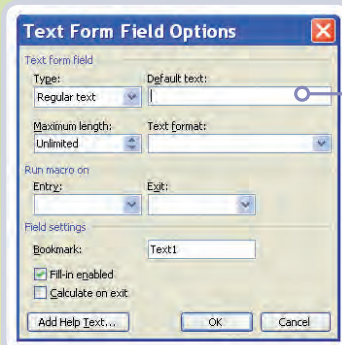 Text Form Field Options
Text form field
Type: Default text:
Regular text
Maximum length: Text format:
Unlimited
Run macro on
Entry: Exit:
Field settings
Bookmark: Text1
Fill-in enabled
Calculate on exit
Add Help Text... OK Cancel